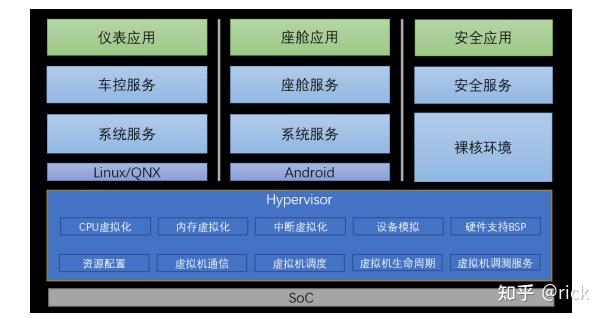 仪表应用
座舱应用
安全应用
车控服务
座舱服务
安全服务
系统服务
系统服务
裸核环境
Linux/QNX
Android
Hypervisor
CPU虚拟化
内存虚拟化
中断虚拟化
设备模拟
硬件支持BSP
资源配置
虚拟机通信
虚拟机调度
虚拟机生命周期
虚拟机调测服务
SoC
知乎 @rick